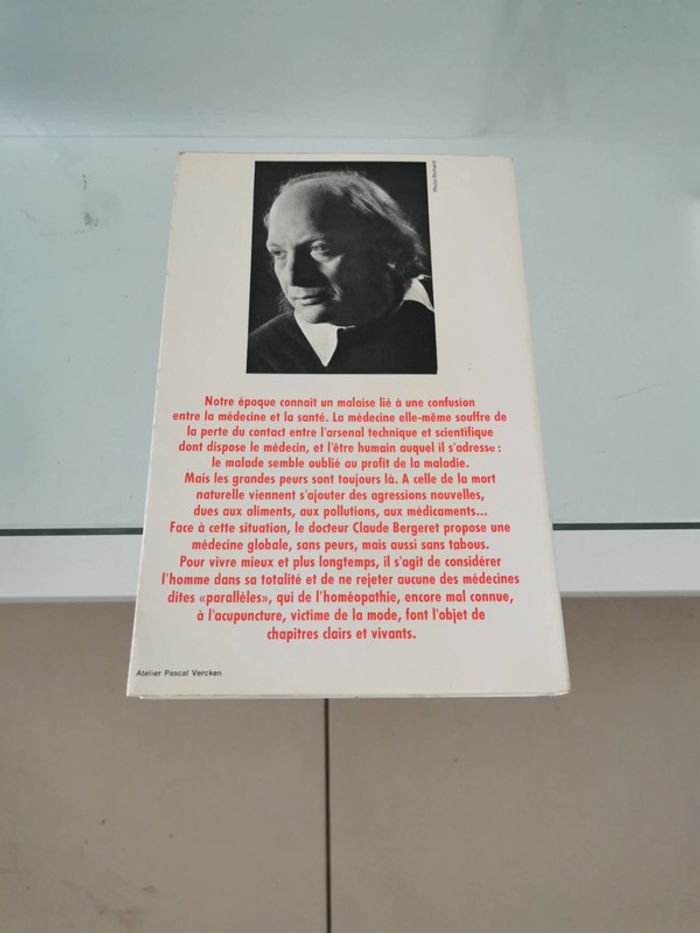 Photo Richard
Notre époque connaît un malaise lié à une confusion
entre la médecine et la santé. La médecine elle-même souffre de
la perte du contact entre l'arsenal technique et scientifique
dont dispose le médecin, et l'être humain auquel il s'adresse :
le malade semble oublié au profit de la maladie.
Mais les grandes peurs sont toujours là. A celle de la mort
naturelle viennent s'ajouter des agressions nouvelles,
dues aux aliments, aux pollutions, aux médicaments...
Face à cette situation, le docteur Claude Bergeret propose une
médecine globale, sans peurs, mais aussi sans tabous.
Pour vivre mieux et plus longtemps, il s'agit de considérer
l'homme dans sa totalité et de ne rejeter aucune des médecines
dites «parallèles», qui de l'homéopathie, encore mal connue,
à l'acupuncture, victime de la mode, font l'objet de
chapitres clairs et vivants.
Atelier Pascal Vercken